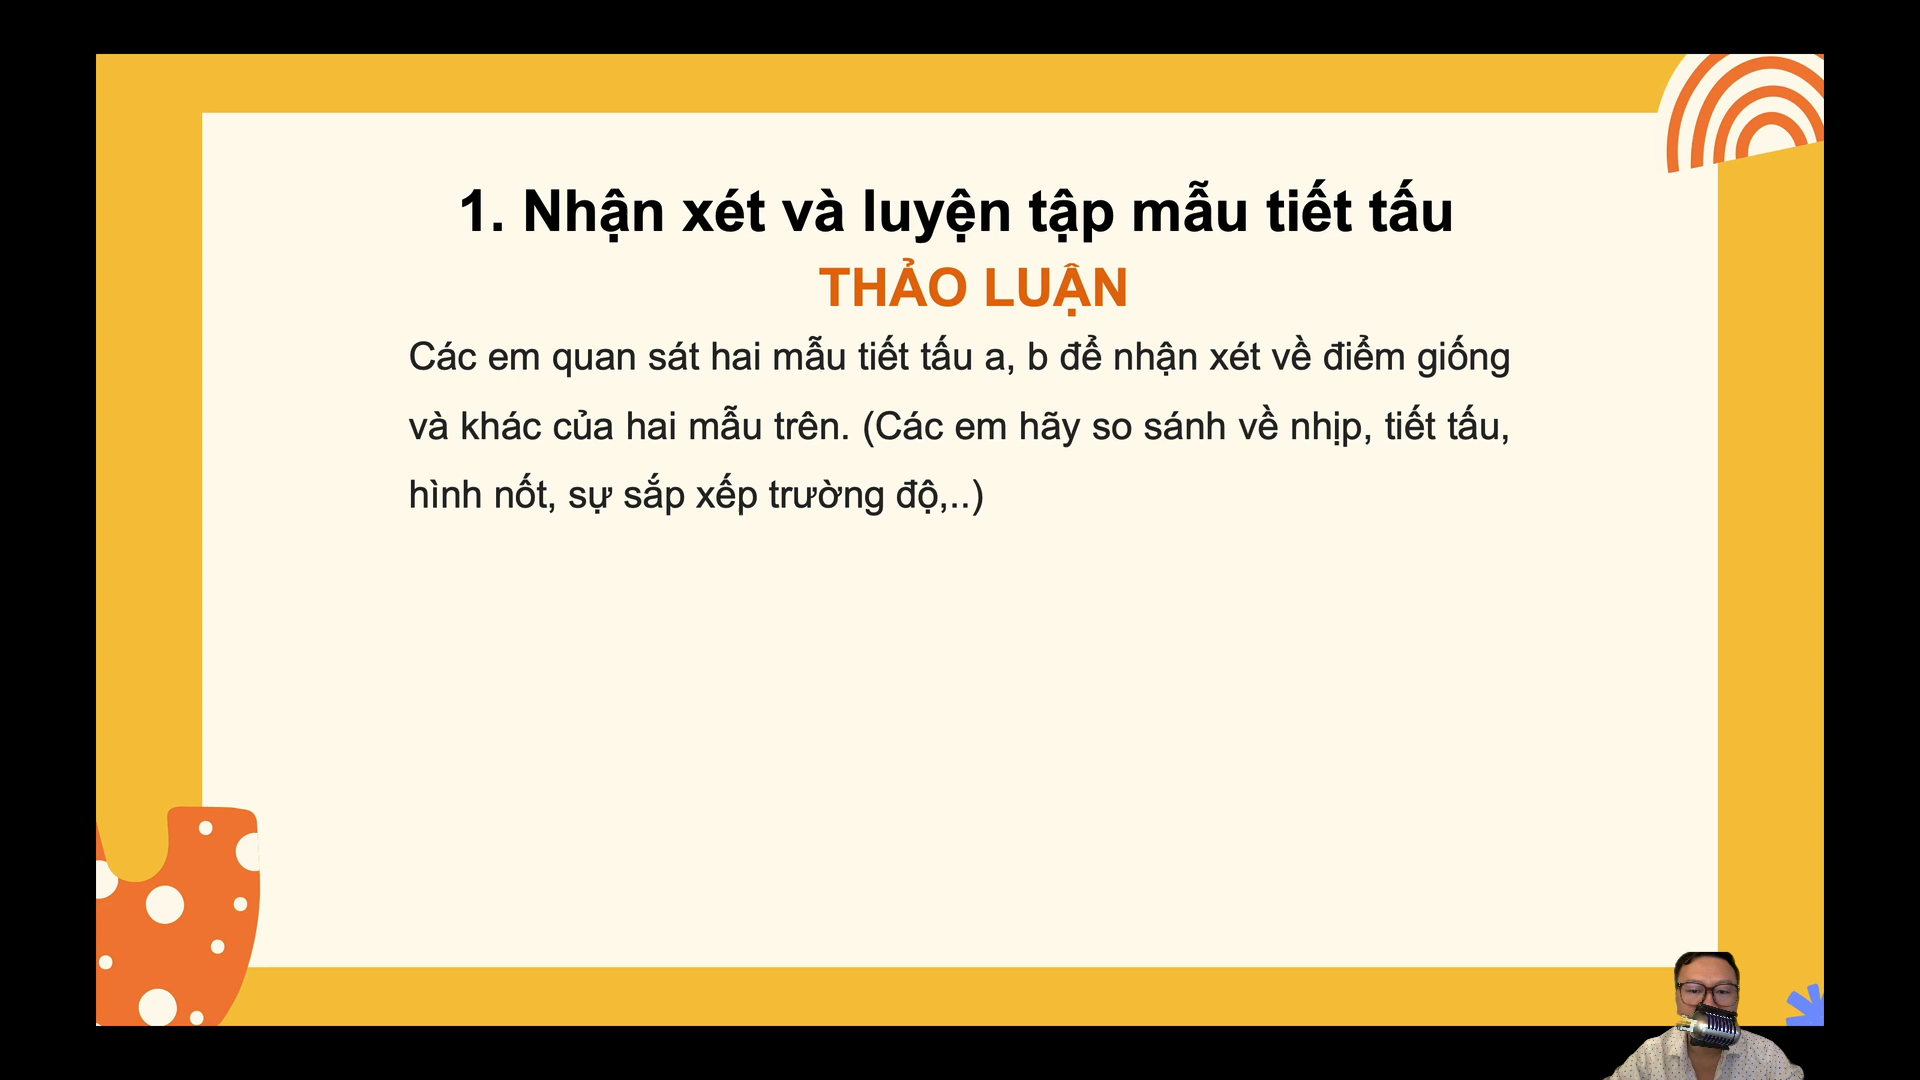 1. Nhận xét và luyện tập mẫu tiết tấu
THẢO LUẬN
Các em quan sát hai mẫu tiết tấu a, b để nhận xét về điểm giống
và khác của hai mẫu trên. (Các em hãy so sánh về nhịp, tiết tấu,
hình nốt, sự sắp xếp trường độ,..)